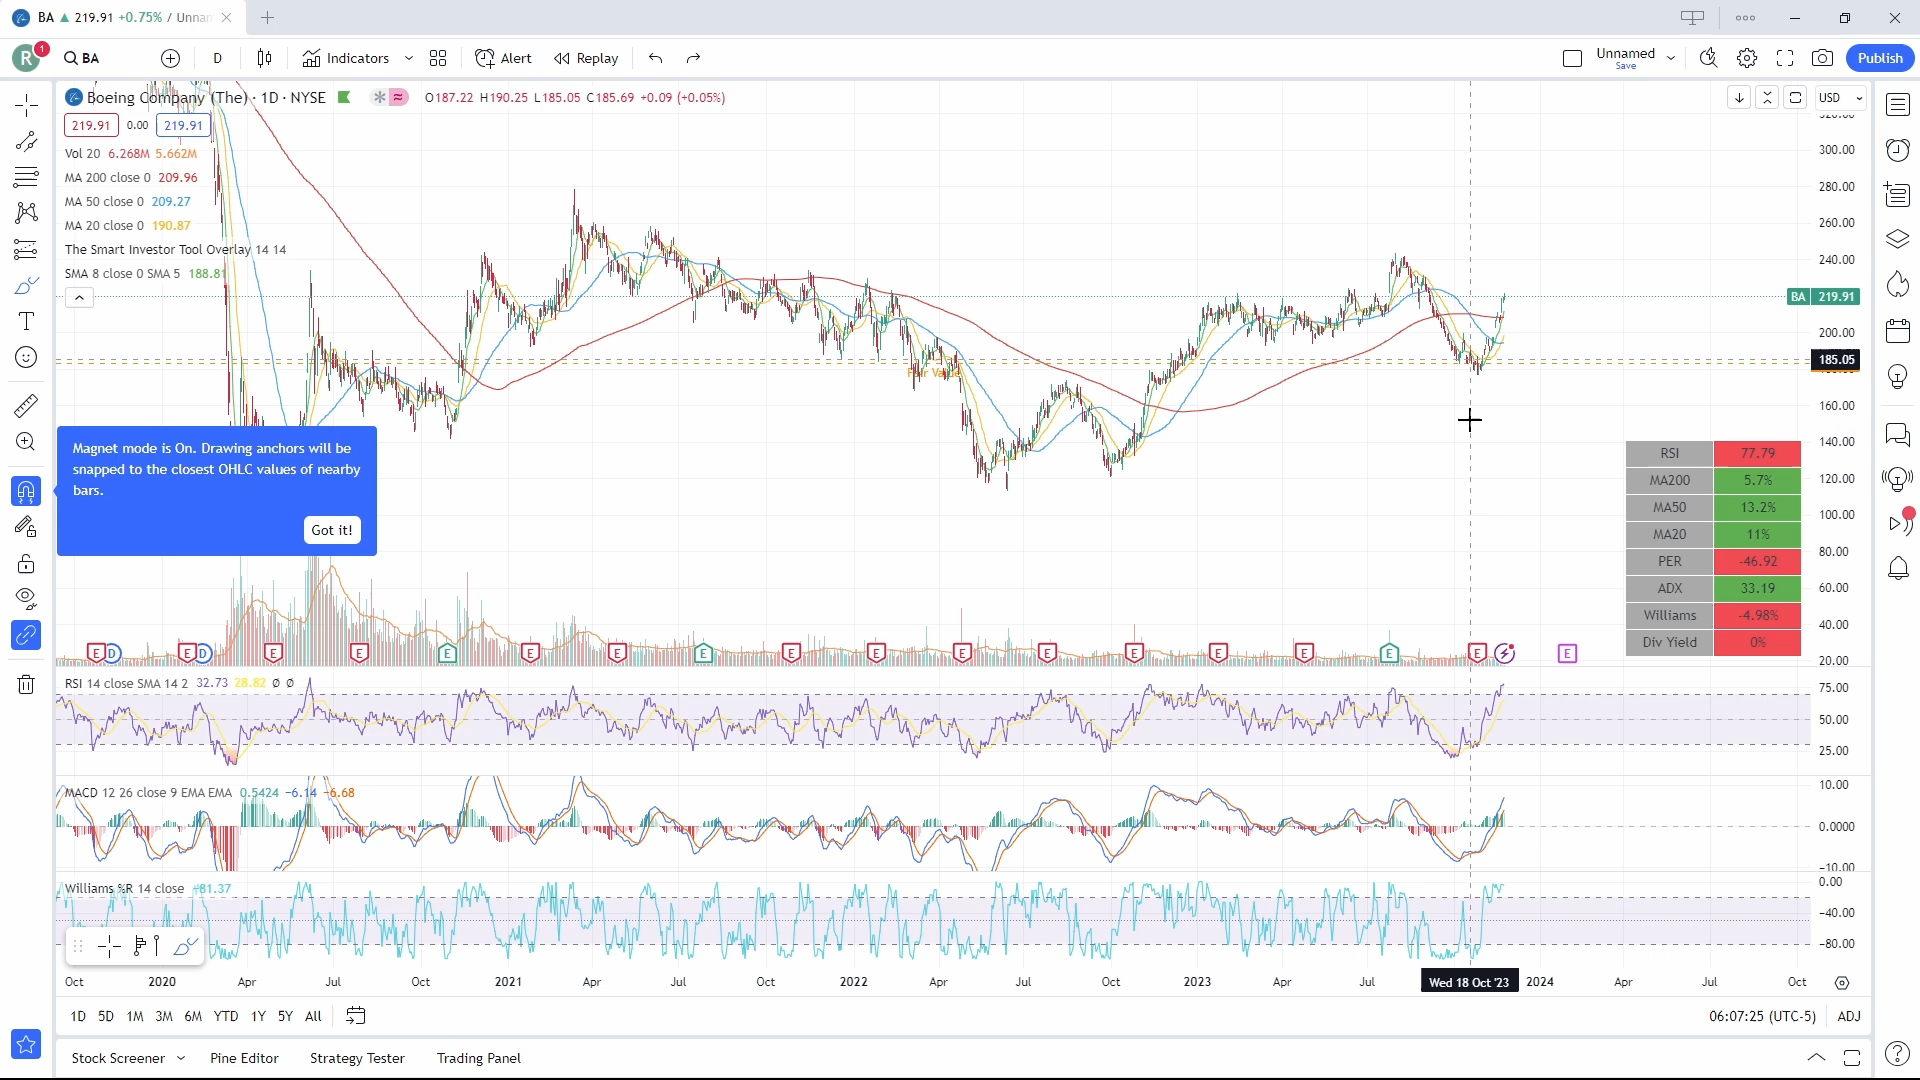 BA ▲ 219.91 +0.75% / Unnam
R 1 BA D Indicators Alert Replay Unnamed Save Publish
Boeing Company (The) · 1D · NYSE O187.22 H190.25 L185.05 C185.69 +0.09 (+0.05%) USD
219.91 0.00 219.91
Vol 20 6.268M 5.662M
MA 200 close 0 209.96
MA 50 close 0 209.27
MA 20 close 0 190.87
The Smart Investor Tool Overlay 14 14
SMA 8 close 0 SMA 5 188.81
320.00
300.00
280.00
260.00
240.00
BA 219.91
200.00
185.05
160.00
140.00
120.00
100.00
80.00
60.00
40.00
20.00
Fair Value
Magnet mode is On. Drawing anchors will be
snapped to the closest OHLC values of nearby
bars.
Got it!
RSI 77.79
MA200 5.7%
MA50 13.2%
MA20 11%
PER -46.92
ADX 33.19
Williams -4.98%
Div Yield 0%
E D E D E E E E E E E E E E E E E E E E E
RSI 14 close SMA 14 2 32.73 28.82 Ø Ø
75.00
50.00
25.00
MACD 12 26 close 9 EMA EMA 0.5424 −6.14 −6.68
10.00
0.0000
−10.00
Williams %R 14 close −81.37
0.00
−40.00
−80.00
Oct 2020 Apr Jul Oct 2021 Apr Jul Oct 2022 Apr Jul Oct 2023 Apr Jul Wed 18 Oct '23 2024 Apr Jul Oct
1D 5D 1M 3M 6M YTD 1Y 5Y All 06:07:25 (UTC-5) ADJ
Stock Screener Pine Editor Strategy Tester Trading Panel